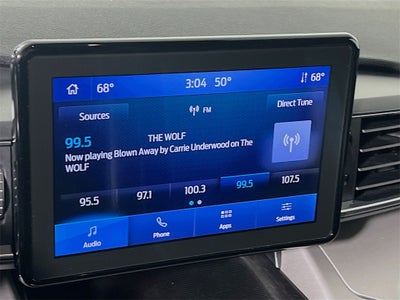 68° 3:04 50° 68°
Sources FM Direct Tune
99.5 THE WOLF
Now playing Blown Away by Carrie Underwood on The
WOLF
95.5 97.1 100.3 99.5 107.5
Audio Phone Apps Settings